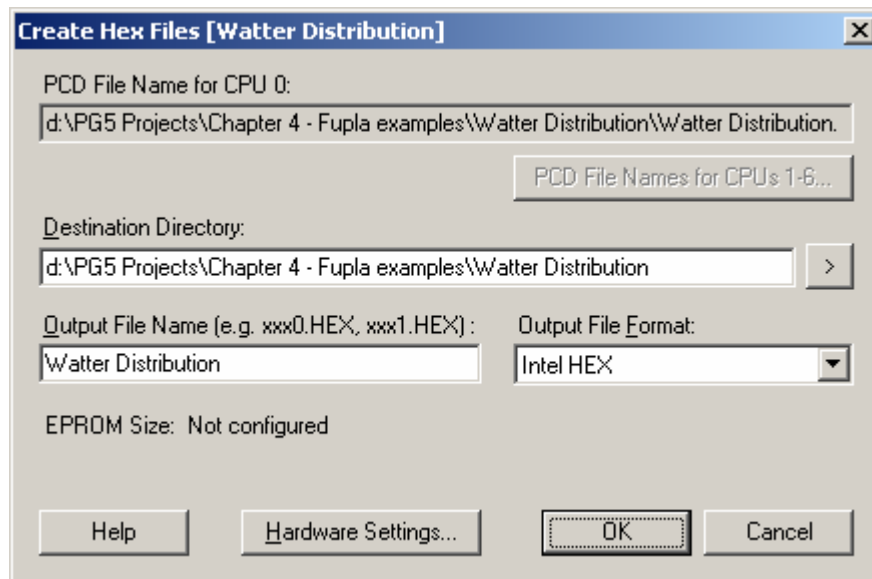 Create Hex Files [Watter Distribution]
PCD File Name for CPU 0:
d:\PG5 Projects\Chapter 4 - Fupla examples\Watter Distribution\Watter Distribution.
PCD File Names for CPUs 1-6...
Destination Directory:
d:\PG5 Projects\Chapter 4 - Fupla examples\Watter Distribution
>
Output File Name (e.g. xxx0.HEX, xxx1.HEX) :
Output File Format:
Watter Distribution
Intel HEX
EPROM Size: Not configured
Help
Hardware Settings...
OK
Cancel